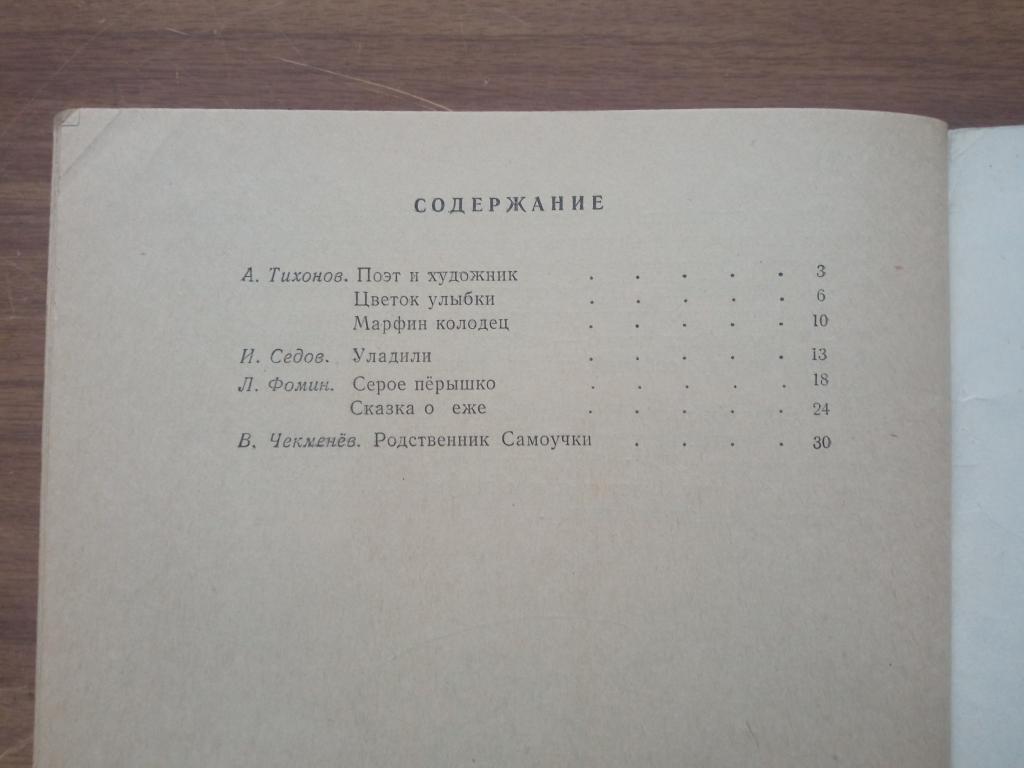 СОДЕРЖАНИЕ
А. Тихонов. Поэт и художник . . . . . 3
Цветок улыбки . . . . . 6
Марфин колодец . . . . . 10
И. Седов. Уладили . . . . . 13
Л. Фомин. Серое пёрышко . . . . . 18
Сказка о еже . . . . . 24
В. Чекменёв. Родственник Самоучки . . . . 30